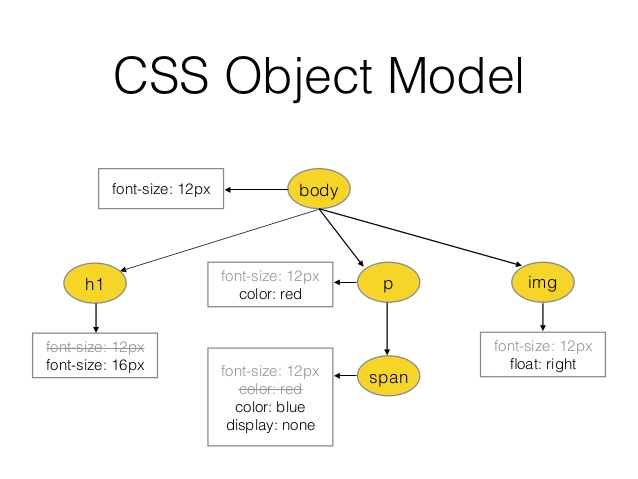 CSS Object Model
font-size: 12px
body
h1
font-size: 12px
color: red
p
img
font-size: 12px
font-size: 16px
font-size: 12px
color: red
color: blue
display: none
span
font-size: 12px
float: right